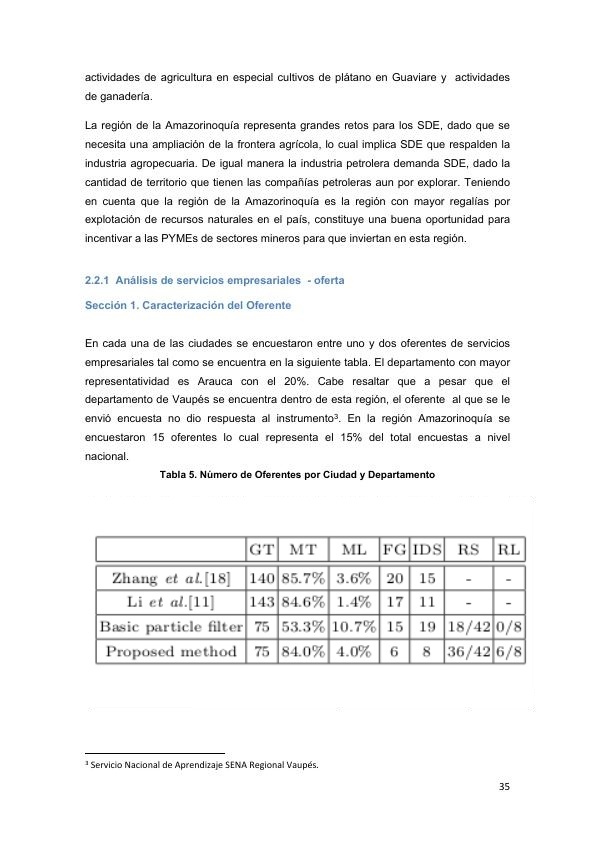 actividades de agricultura en especial cultivos de plátano en Guaviare y actividades
de ganadería.
La región de la Amazorinoquía representa grandes retos para los SDE, dado que se
necesita una ampliación de la frontera agrícola, lo cual implica SDE que respalden la
industria agropecuaria. De igual manera la industria petrolera demanda SDE, dado la
cantidad de territorio que tienen las compañías petroleras aun por explorar. Teniendo
en cuenta que la región de la Amazorinoquía es la región con mayor regalías por
explotación de recursos naturales en el país, constituye una buena oportunidad para
incentivar a las PYMEs de sectores mineros para que inviertan en esta región.
2.2.1 Análisis de servicios empresariales - oferta
Sección 1. Caracterización del Oferente
En cada una de las ciudades se encuestaron entre uno y dos oferentes de servicios
empresariales tal como se encuentra en la siguiente tabla. El departamento con mayor
representatividad es Arauca con el 20%. Cabe resaltar que a pesar que el
departamento de Vaupés se encuentra dentro de esta región, el oferente al que se le
envió encuesta no dio respuesta al instrumento³. En la región Amazorinoquía se
encuestaron 15 oferentes lo cual representa el 15% del total encuestas a nivel
nacional.
Tabla 5. Número de Oferentes por Ciudad y Departamento
GT MT ML FG IDS RS RL
Zhang et al.[18] 140 85.7% 3.6% 20 15 - -
Li et al.[11] 143 84.6% 1.4% 17 11 - -
Basic particle filter 75 53.3% 10.7% 15 19 18/42 0/8
Proposed method 75 84.0% 4.0% 6 8 36/42 6/8
³ Servicio Nacional de Aprendizaje SENA Regional Vaupés.
35